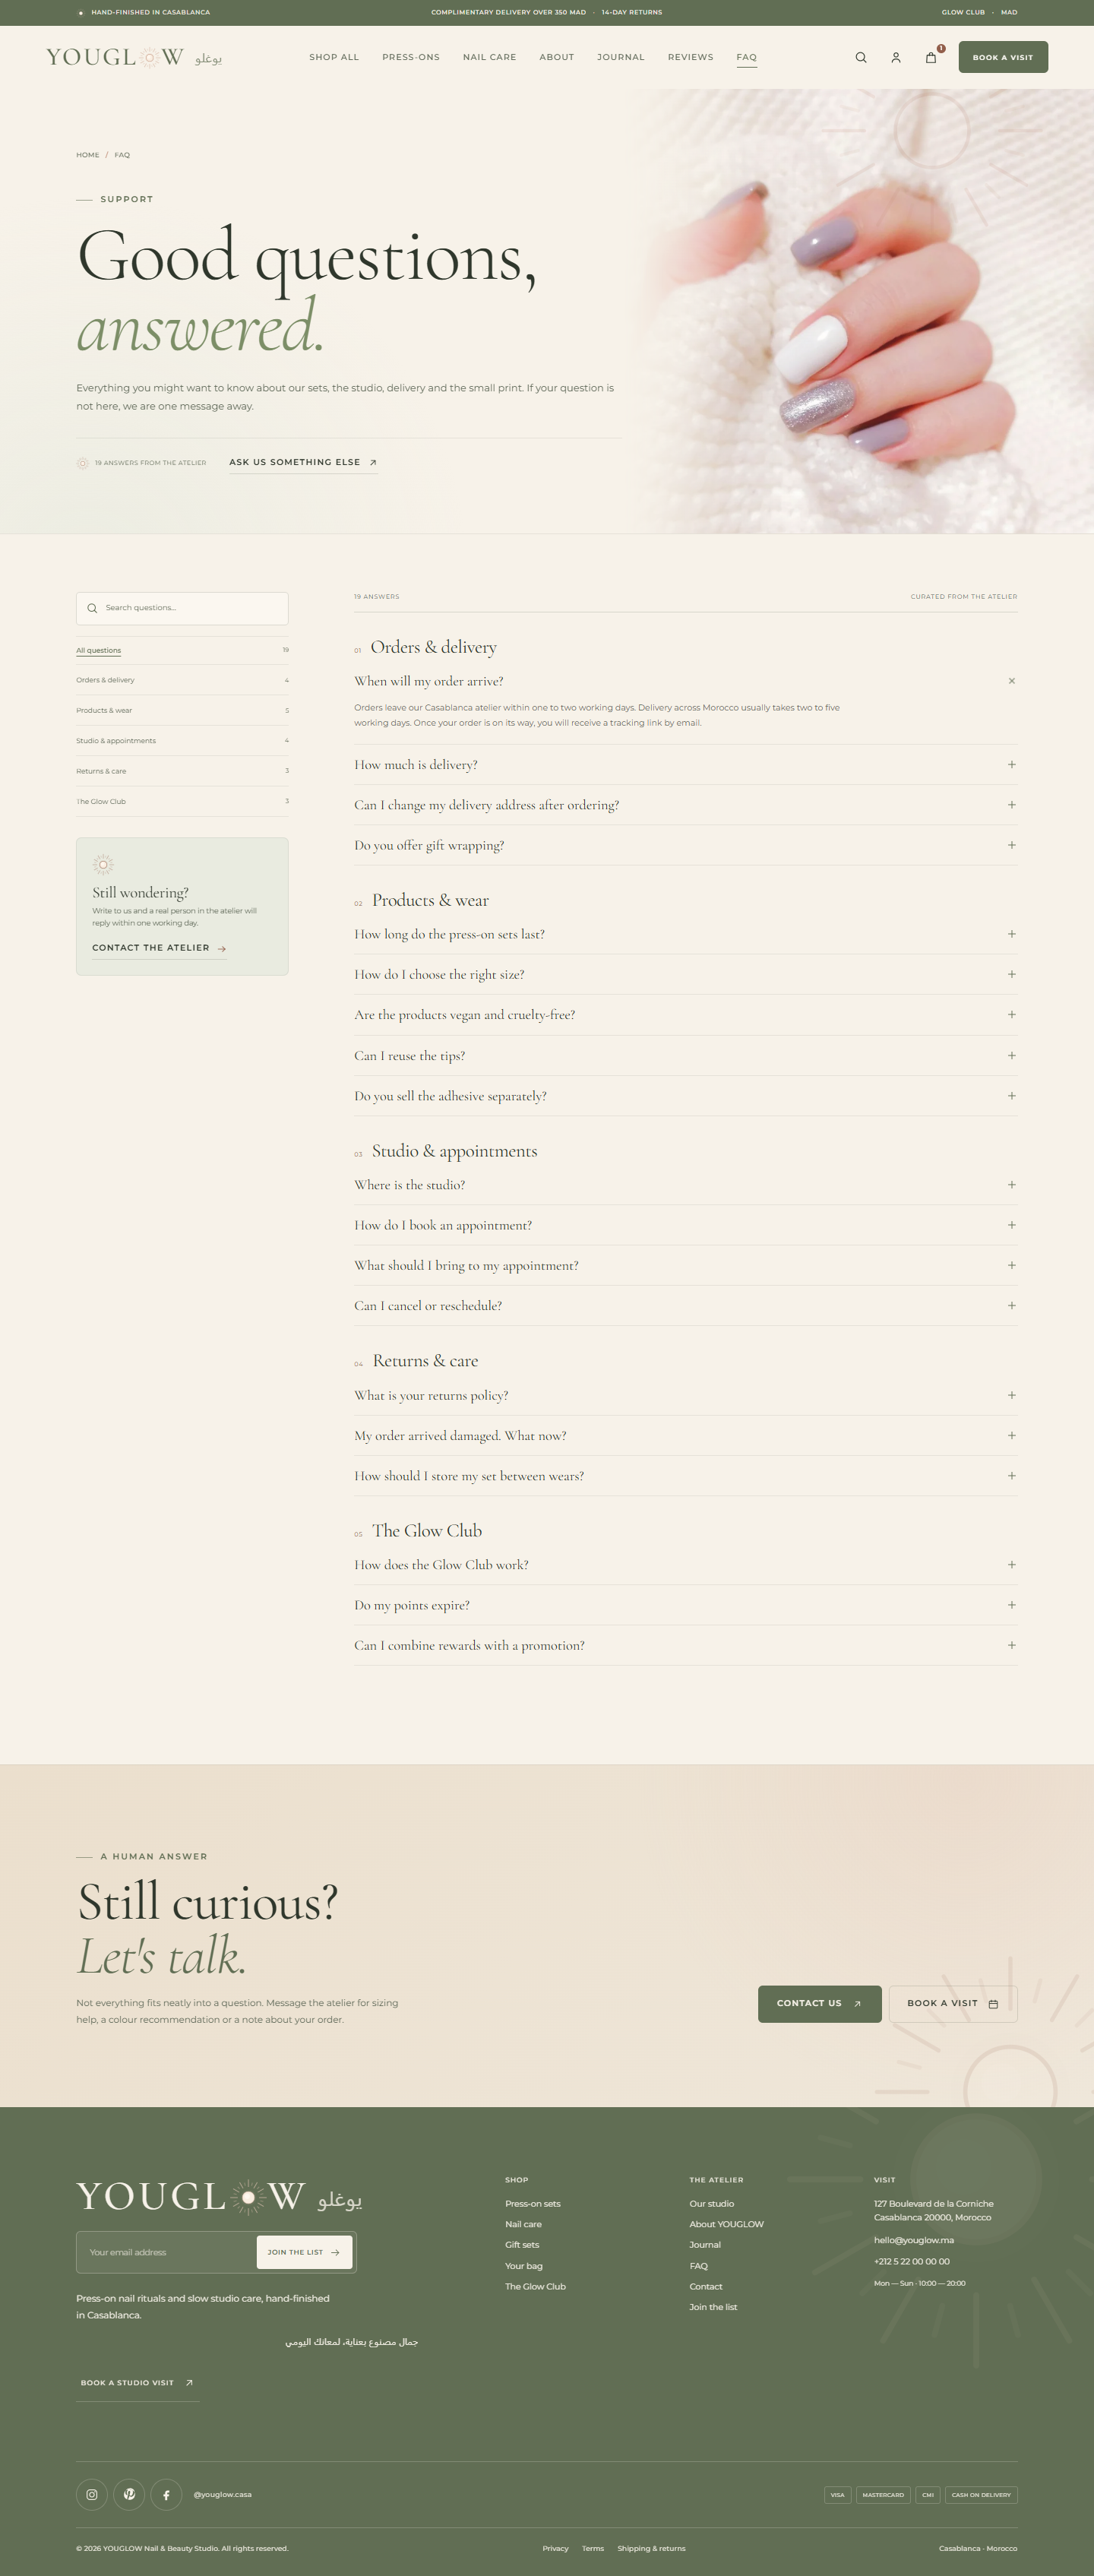 HAND-FINISHED IN CASABLANCA
COMPLIMENTARY DELIVERY OVER 350 MAD · 14-DAY RETURNS
GLOW CLUB · MAD
YOUGLOW يوغلو
SHOP ALL
PRESS-ONS
NAIL CARE
ABOUT
JOURNAL
REVIEWS
FAQ
1
BOOK A VISIT
HOME / FAQ
SUPPORT
Good questions,
answered.
Everything you might want to know about our sets, the studio, delivery and the small print. If your question is
not here, we are one message away.
19 ANSWERS FROM THE ATELIER
ASK US SOMETHING ELSE
Search questions...
All questions 19
Orders & delivery 4
Products & wear 5
Studio & appointments 4
Returns & care 3
The Glow Club 3
Still wondering?
Write to us and a real person in the atelier will
reply within one working day.
CONTACT THE ATELIER
19 ANSWERS
CURATED FROM THE ATELIER
01 Orders & delivery
When will my order arrive?
Orders leave our Casablanca atelier within one to two working days. Delivery across Morocco usually takes two to five
working days. Once your order is on its way, you will receive a tracking link by email.
How much is delivery?
Can I change my delivery address after ordering?
Do you offer gift wrapping?
02 Products & wear
How long do the press-on sets last?
How do I choose the right size?
Are the products vegan and cruelty-free?
Can I reuse the tips?
Do you sell the adhesive separately?
03 Studio & appointments
Where is the studio?
How do I book an appointment?
What should I bring to my appointment?
Can I cancel or reschedule?
04 Returns & care
What is your returns policy?
My order arrived damaged. What now?
How should I store my set between wears?
05 The Glow Club
How does the Glow Club work?
Do my points expire?
Can I combine rewards with a promotion?
A HUMAN ANSWER
Still curious?
Let's talk.
Not everything fits neatly into a question. Message the atelier for sizing
help, a colour recommendation or a note about your order.
CONTACT US
BOOK A VISIT
YOUGLOW يوغلو
Your email address
JOIN THE LIST
Press-on nail rituals and slow studio care, hand-finished
in Casablanca.
جمال مصنوع بعناية، لمعانك اليومي
BOOK A STUDIO VISIT
SHOP
Press-on sets
Nail care
Gift sets
Your bag
The Glow Club
THE ATELIER
Our studio
About YOUGLOW
Journal
FAQ
Contact
Join the list
VISIT
127 Boulevard de la Corniche
Casablanca 20000, Morocco
hello@youglow.ma
+212 5 22 00 00 00
Mon — Sun · 10:00 — 20:00
@youglow.casa
VISA
MASTERCARD
CMI
CASH ON DELIVERY
© 2026 YOUGLOW Nail & Beauty Studio. All rights reserved.
Privacy
Terms
Shipping & returns
Casablanca · Morocco